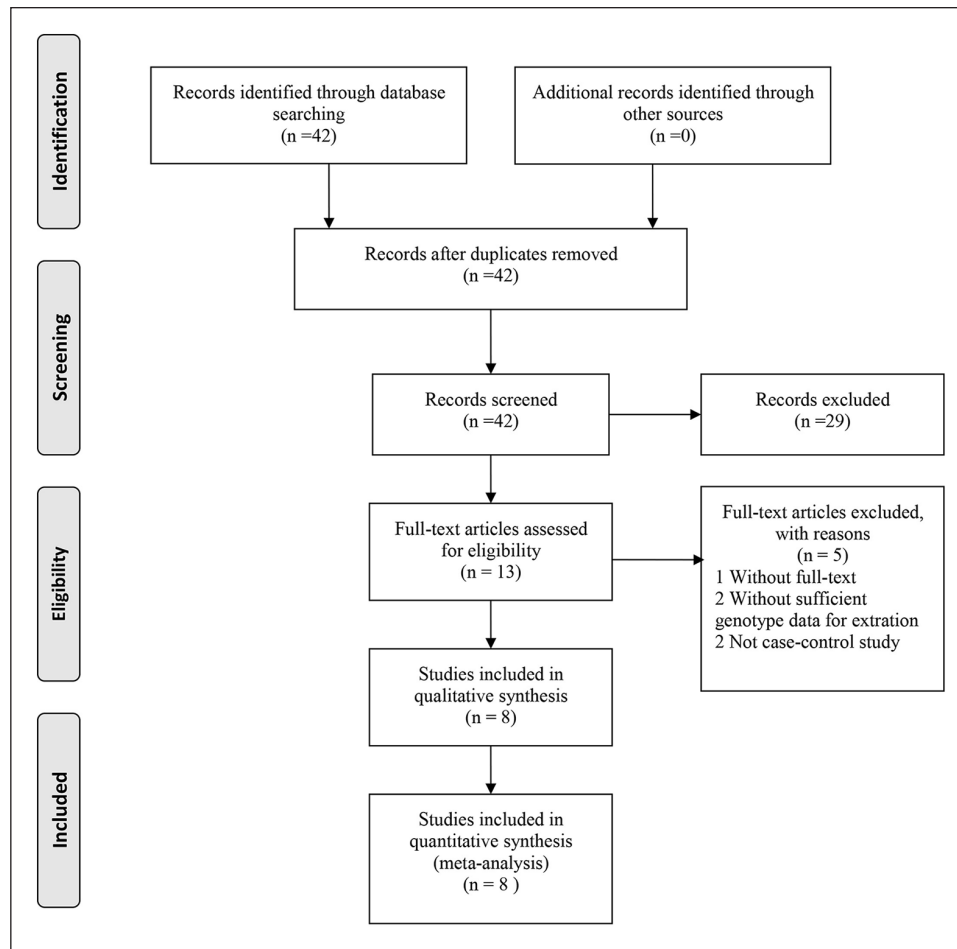 Identification
Records identified through database
searching
(n =42)
Additional records identified through
other sources
(n =0)
Records after duplicates removed
(n =42)
Screening
Records screened
(n =42)
Records excluded
(n =29)
Eligibility
Full-text articles assessed
for eligibility
(n = 13)
Full-text articles excluded,
with reasons
(n = 5)
1 Without full-text
2 Without sufficient
genotype data for extration
2 Not case-control study
Studies included in
qualitative synthesis
(n = 8)
Included
Studies included in
quantitative synthesis
(meta-analysis)
(n = 8 )